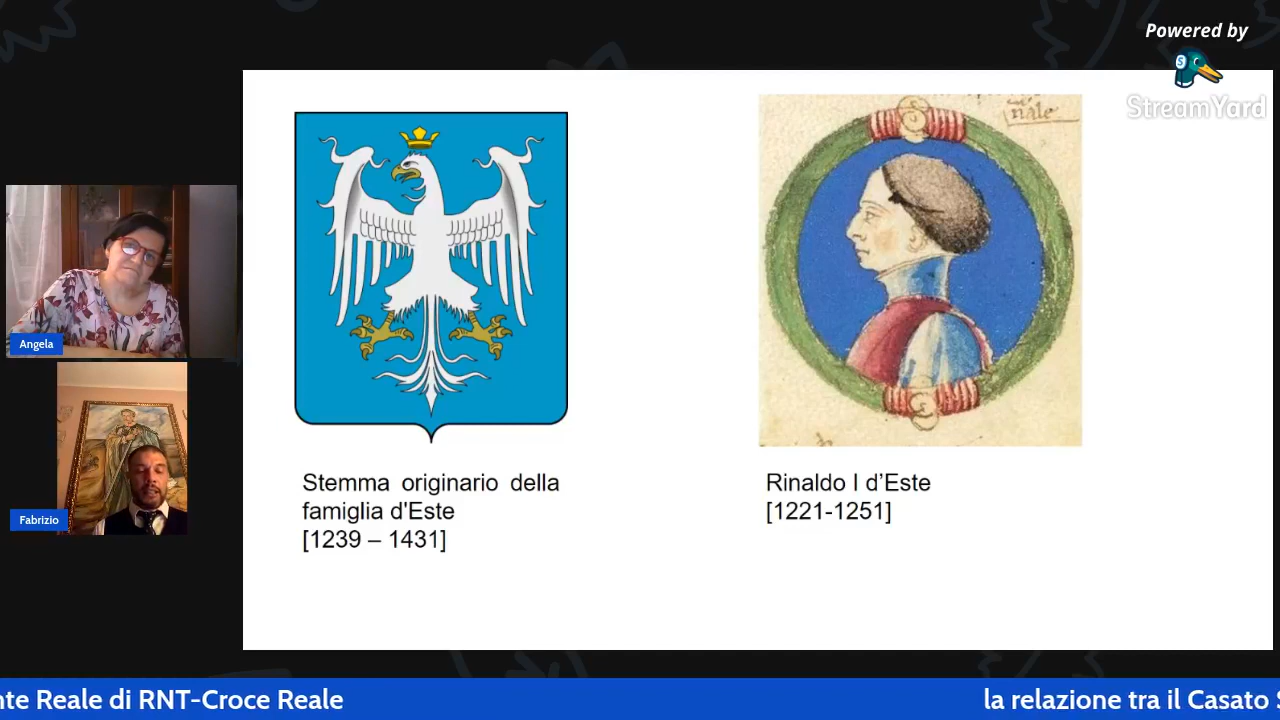 Powered by
StreamYard
nale
Angela
Fabrizio
Stemma originario della
famiglia d'Este
[1239 – 1431]
Rinaldo I d’Este
[1221-1251]
nte Reale di RNT-Croce Reale
la relazione tra il Casato S